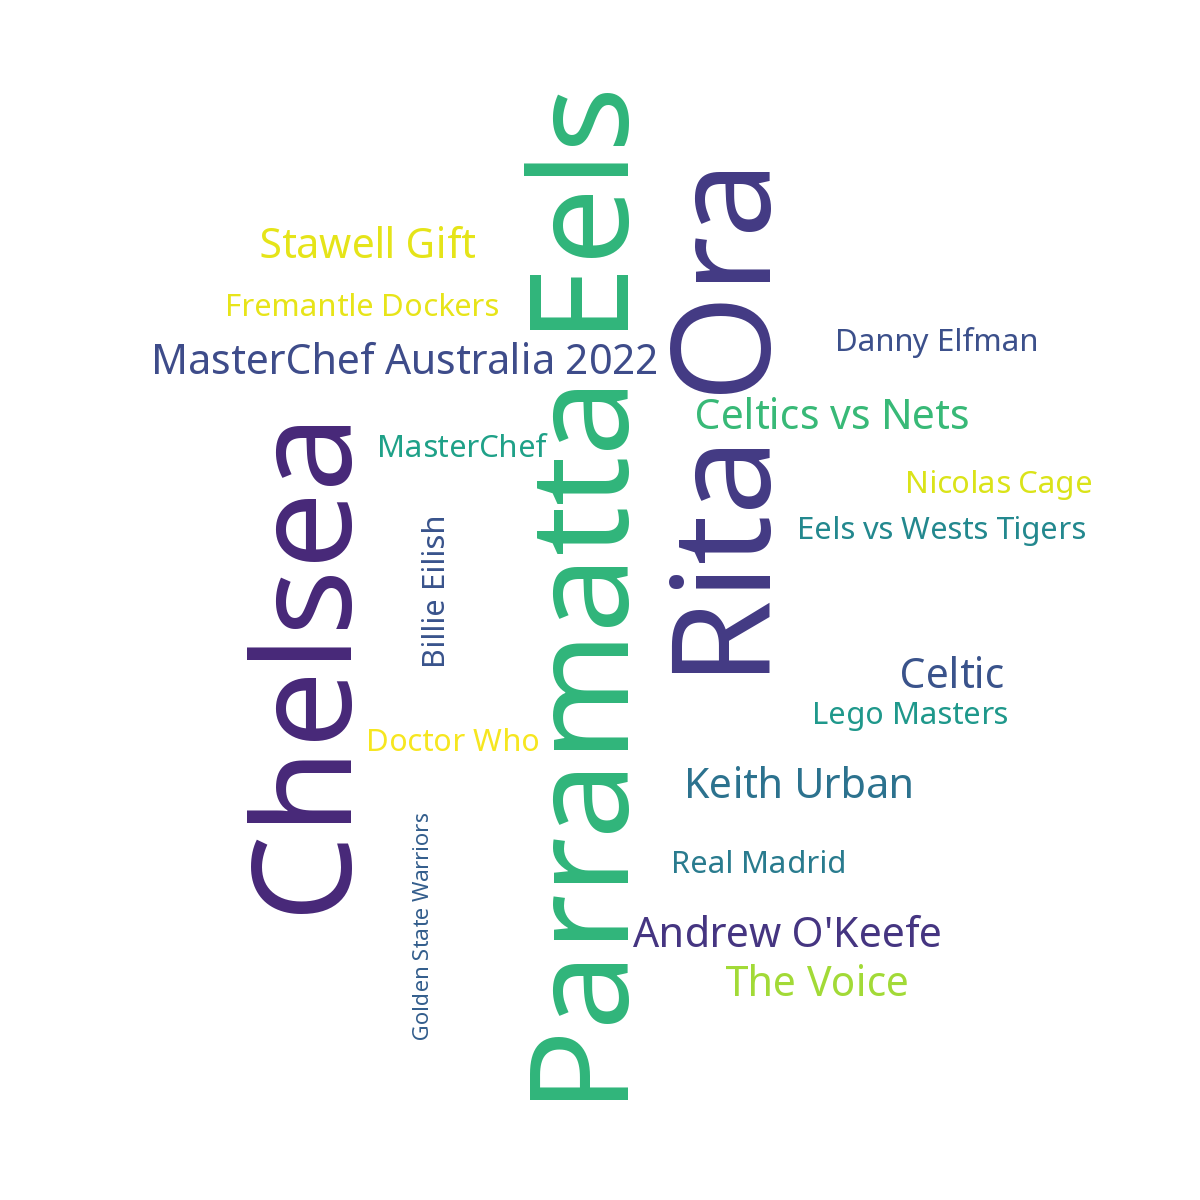 Parramatta Eels
Rita Ora
Chelsea
Stawell Gift
Fremantle Dockers
MasterChef Australia 2022
MasterChef
Billie Eilish
Doctor Who
Golden State Warriors
Danny Elfman
Celtics vs Nets
Nicolas Cage
Eels vs Wests Tigers
Celtic
Lego Masters
Keith Urban
Real Madrid
Andrew O'Keefe
The Voice